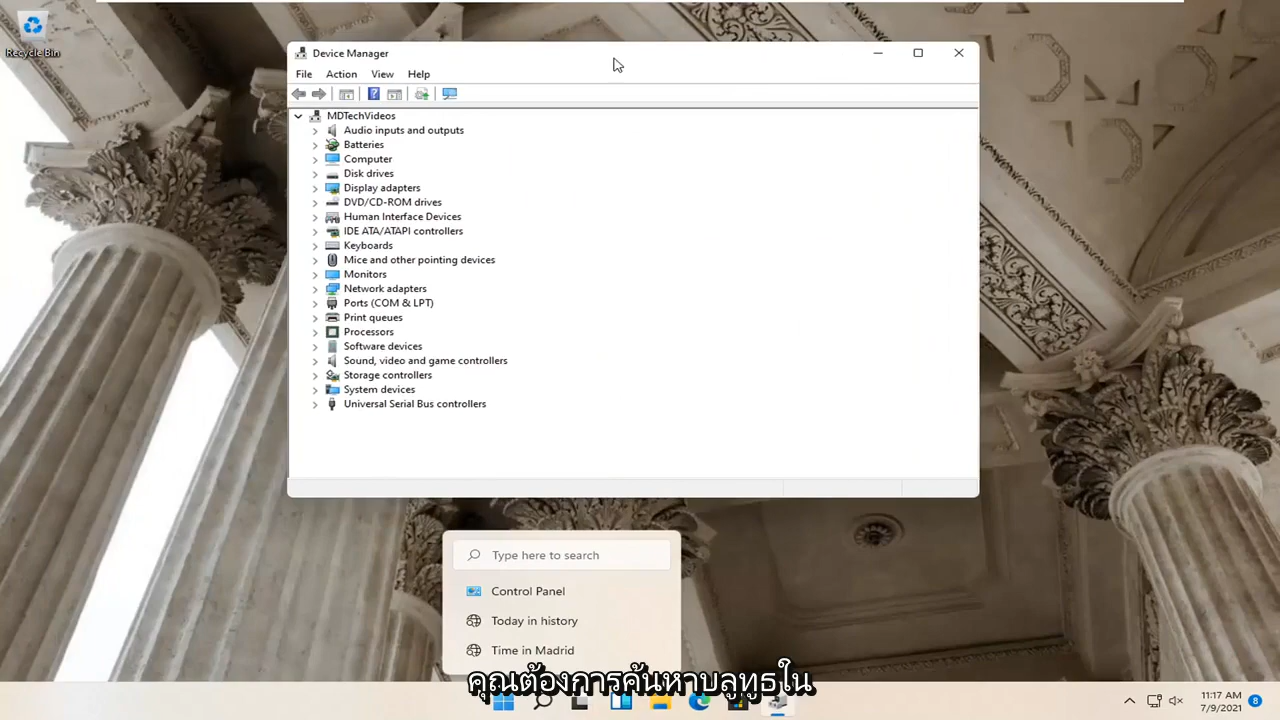 Recycle Bin
Device Manager
File Action View Help
MDTechVideos
Audio inputs and outputs
Batteries
Computer
Disk drives
Display adapters
DVD/CD-ROM drives
Human Interface Devices
IDE ATA/ATAPI controllers
Keyboards
Mice and other pointing devices
Monitors
Network adapters
Ports (COM & LPT)
Print queues
Processors
Software devices
Sound, video and game controllers
Storage controllers
System devices
Universal Serial Bus controllers
Type here to search
Control Panel
Today in history
Time in Madrid
คุณต้องการค้นหาบลูทูธใน
11:17 AM
7/9/2021
8